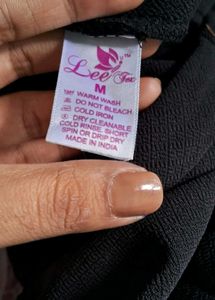 Lee Tex™
M
WARM WASH
DO NOT BLEACH
COLD IRON
DRY CLEANABLE
COLD RINSE. SHORT
SPIN OR DRIP DRY
MADE IN INDIA